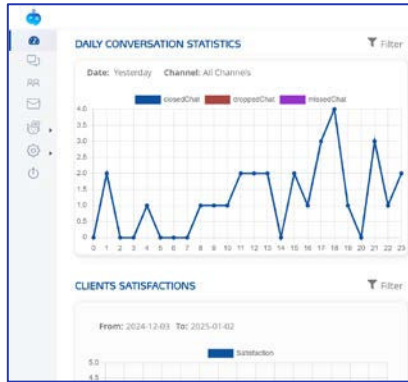 DAILY CONVERSATION STATISTICS Filter
Date: Yesterday Channel: All Channels
closedChat droppedChat missedChat
4.0
3.5
3.0
2.5
2.0
1.5
1.0
0.5
0
0 1 2 3 4 5 6 7 8 9 10 11 12 13 14 15 16 17 18 19 20 21 22 23
CLIENTS SATISFACTIONS Filter
From: 2024-12-03 To: 2025-01-02
Satisfaction
5.0
4.5